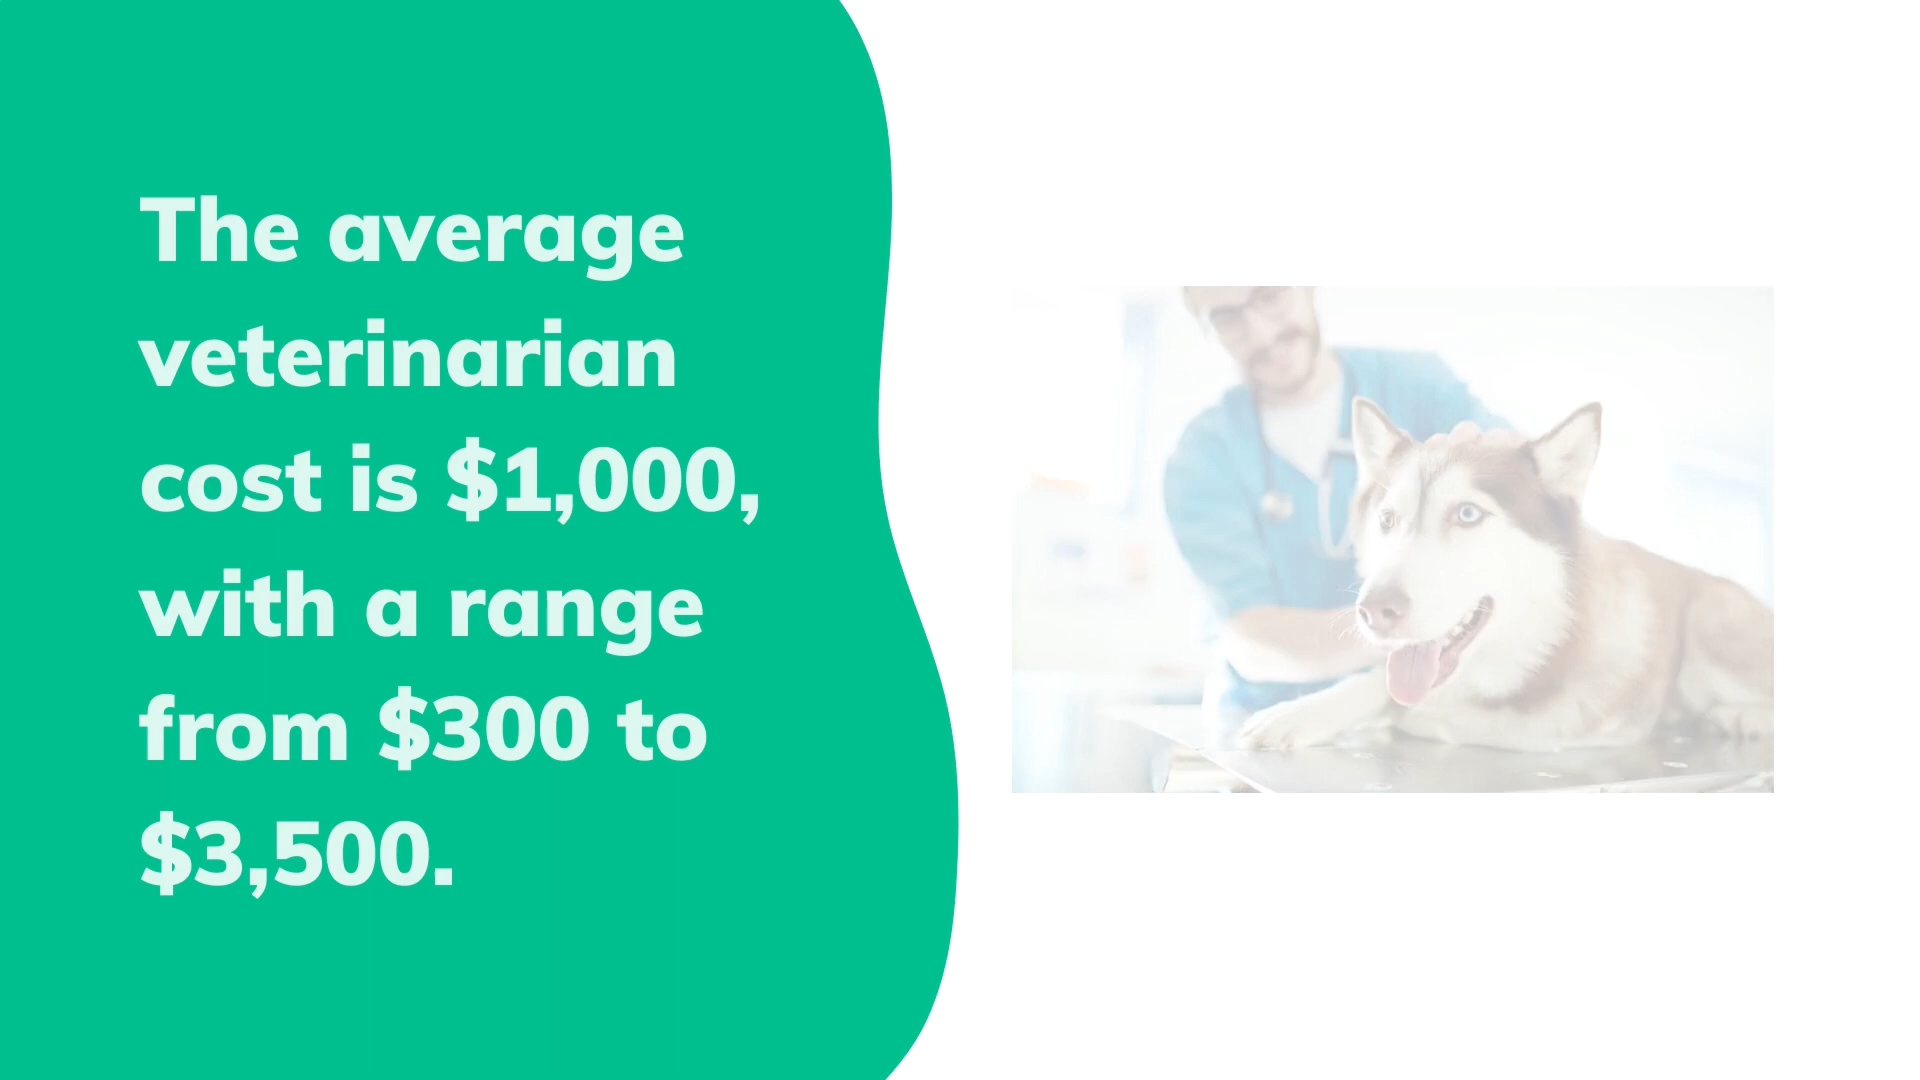 The average
veterinarian
cost is $1,000,
with a range
from $300 to
$3,500.